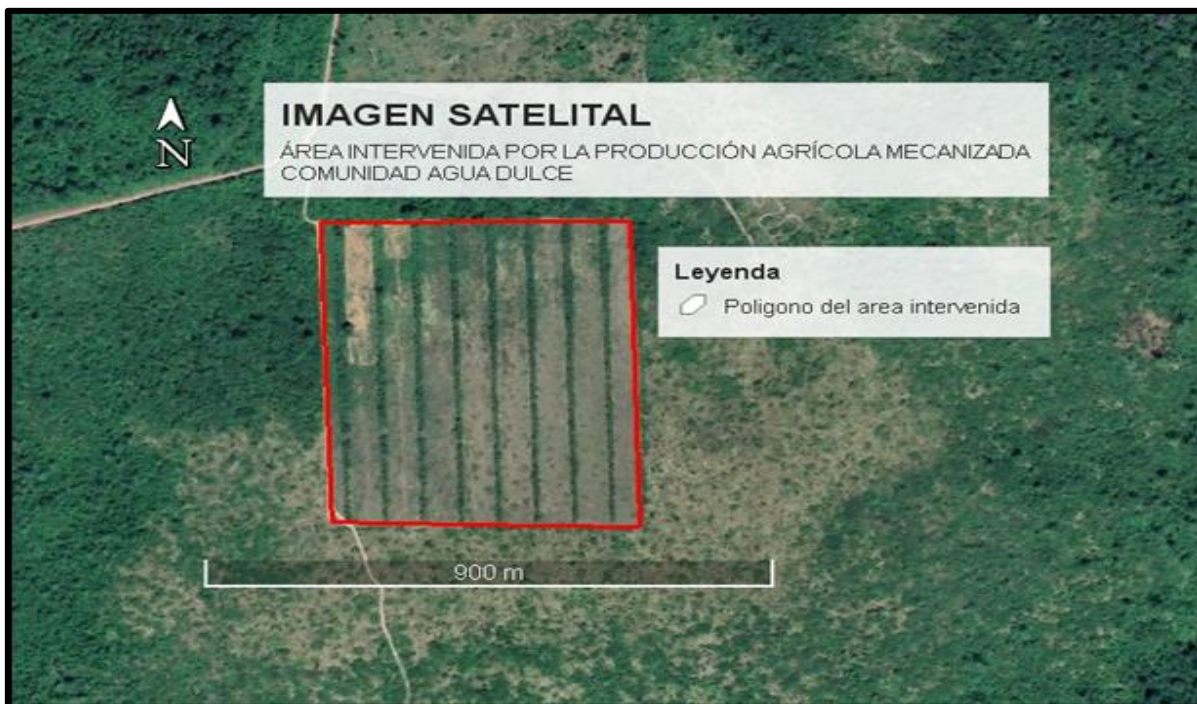 IMAGEN SATELITAL
ÁREA INTERVENIDA POR LA PRODUCCIÓN AGRÍCOLA MECANIZADA
COMUNIDAD AGUA DULCE
N
Leyenda
Poligono del area intervenida
900 m